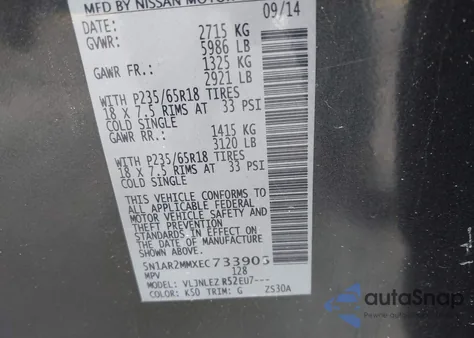 MFD BY NISSAN MOTOR
09/14
GVWR: 2715 KG
5986 LB
GAWR FR.: 1325 KG
2921 LB
WITH P235/65R18 TIRES
18 X 7.5 RIMS AT 33 PSI
COLD SINGLE
GAWR RR.: 1415 KG
3120 LB
WITH P235/65R18 TIRES
18 X 7.5 RIMS AT 33 PSI
COLD SINGLE
THIS VEHICLE CONFORMS TO
ALL APPLICABLE FEDERAL
MOTOR VEHICLE SAFETY AND
THEFT PREVENTION STANDARDS
IN EFFECT ON THE DATE OF
MANUFACTURE SHOWN ABOVE.
5N1AR2MMXEC733905
MPV 128
MODEL: VLJNLEZ R52EU7---
COLOR: K50 TRIM: G ZS30A
autoSnap